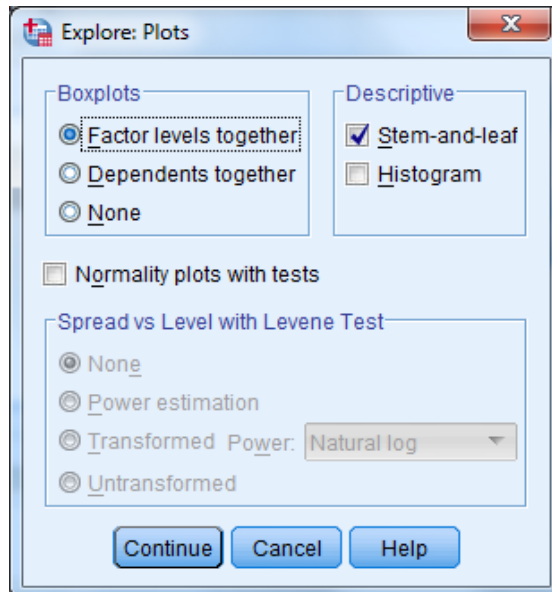 Explore: Plots
Boxplots
Factor levels together
Dependents together
None
Descriptive
Stem-and-leaf
Histogram
Normality plots with tests
Spread vs Level with Levene Test
None
Power estimation
Transformed Power: Natural log
Untransformed
Continue Cancel Help